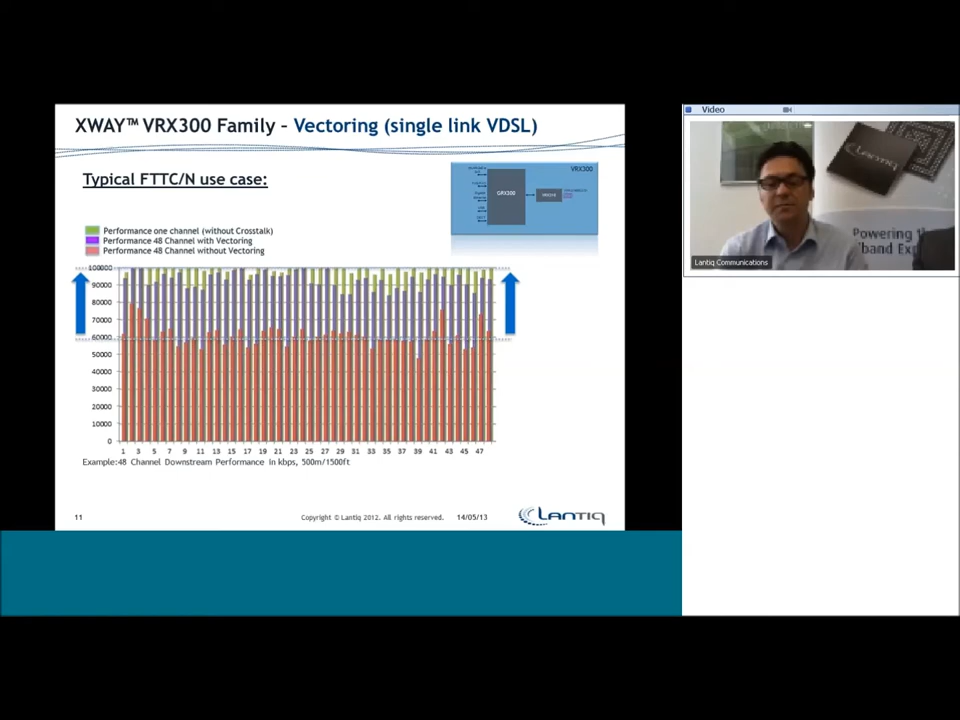 XWAY™ VRX300 Family – Vectoring (single link VDSL)
Typical FTTC/N use case:
VRX300
GRX300
Performance one channel (without Crosstalk)
Performance 48 Channel with Vectoring
Performance 48 Channel without Vectoring
100000
90000
80000
70000
60000
50000
40000
30000
20000
10000
0
1 3 5 7 9 11 13 15 17 19 21 23 25 27 29 31 33 35 37 39 41 43 45 47
Example:48 Channel Downstream Performance in kbps, 500m/1500ft
11
Copyright © Lantiq 2012. All rights reserved.
14/05/13
LANTIQ
Video
LANTIQ
Powering th
Lantiq Communications